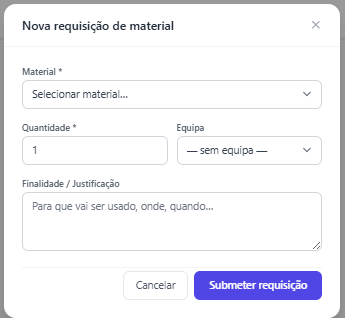 Nova requisição de material
Material *
Selecionar material...
Quantidade * Equipa
1 — sem equipa —
Finalidade / Justificação
Para que vai ser usado, onde, quando...
Cancelar Submeter requisição